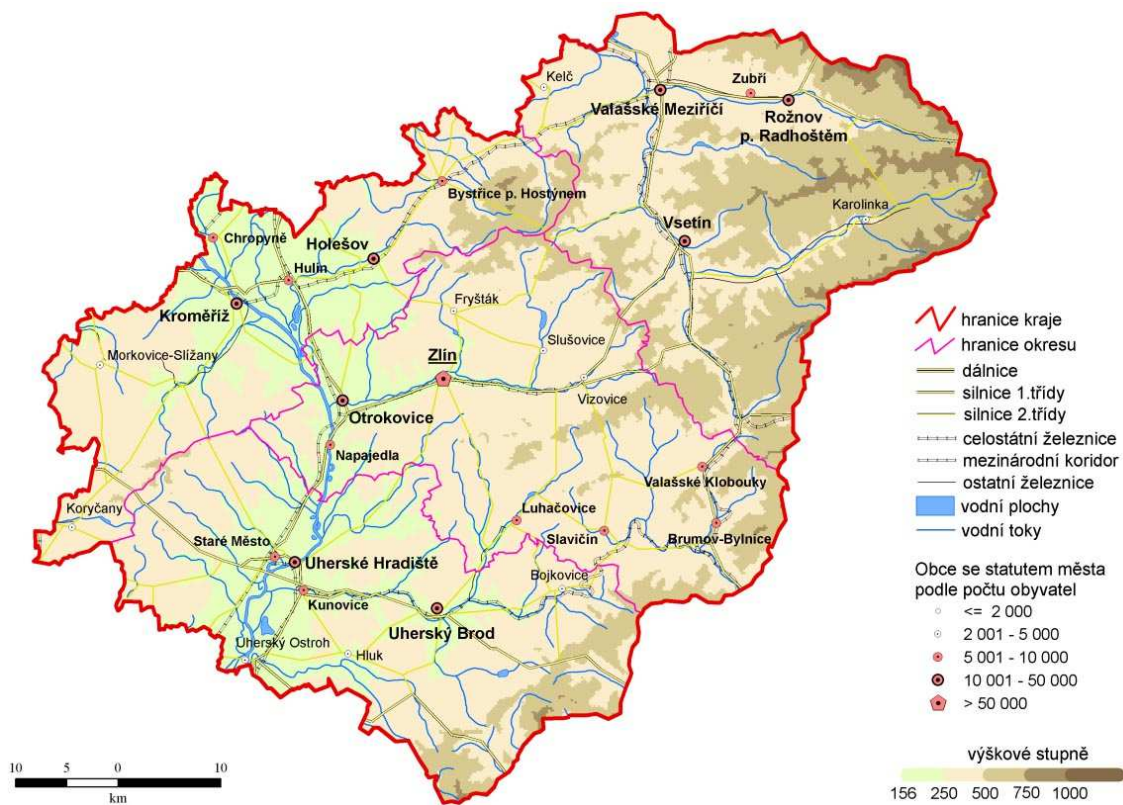 Kelč
Zubří
Valašské Meziříčí
Rožnov
p. Radhoštěm
Bystřice p. Hostýnem
Karolinka
Vsetín
Chropyně
Holešov
Hulín
Kroměříž
Fryšták
Slušovice
Morkovice-Slížany
Zlín
Vizovice
Otrokovice
Napajedla
Valašské Klobouky
Koryčany
Luhačovice
Slavičín
Brumov-Bylnice
Staré Město
Uherské Hradiště
Bojkovice
Kunovice
Uherský Brod
Uherský Ostroh
Hluk
hranice kraje
hranice okresu
dálnice
silnice 1.třídy
silnice 2.třídy
celostátní železnice
mezinárodní koridor
ostatní železnice
vodní plochy
vodní toky
Obce se statutem města
podle počtu obyvatel
<= 2 000
2 001 - 5 000
5 001 - 10 000
10 001 - 50 000
> 50 000
výškové stupně
156 250 500 750 1000
10 5 0 10
km